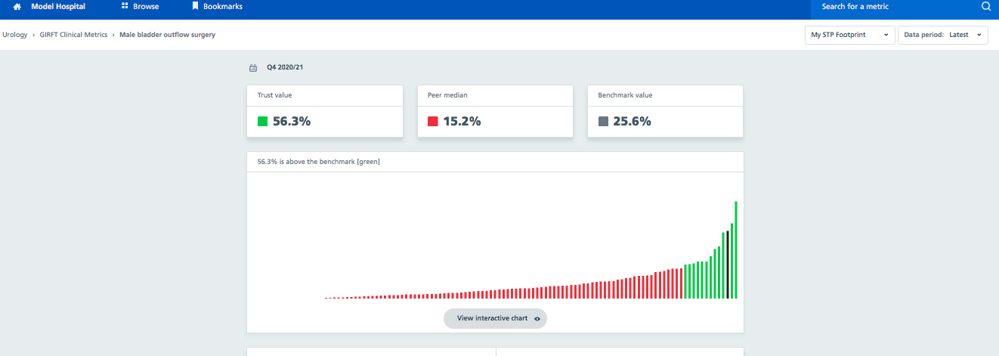 Model Hospital Browse Bookmarks Search for a metric
Urology › GIRFT Clinical Metrics › Male bladder outflow surgery My STP Footprint Data period: Latest
Q4 2020/21
Trust value Peer median Benchmark value
56.3% 15.2% 25.6%
56.3% is above the benchmark [green]
View interactive chart